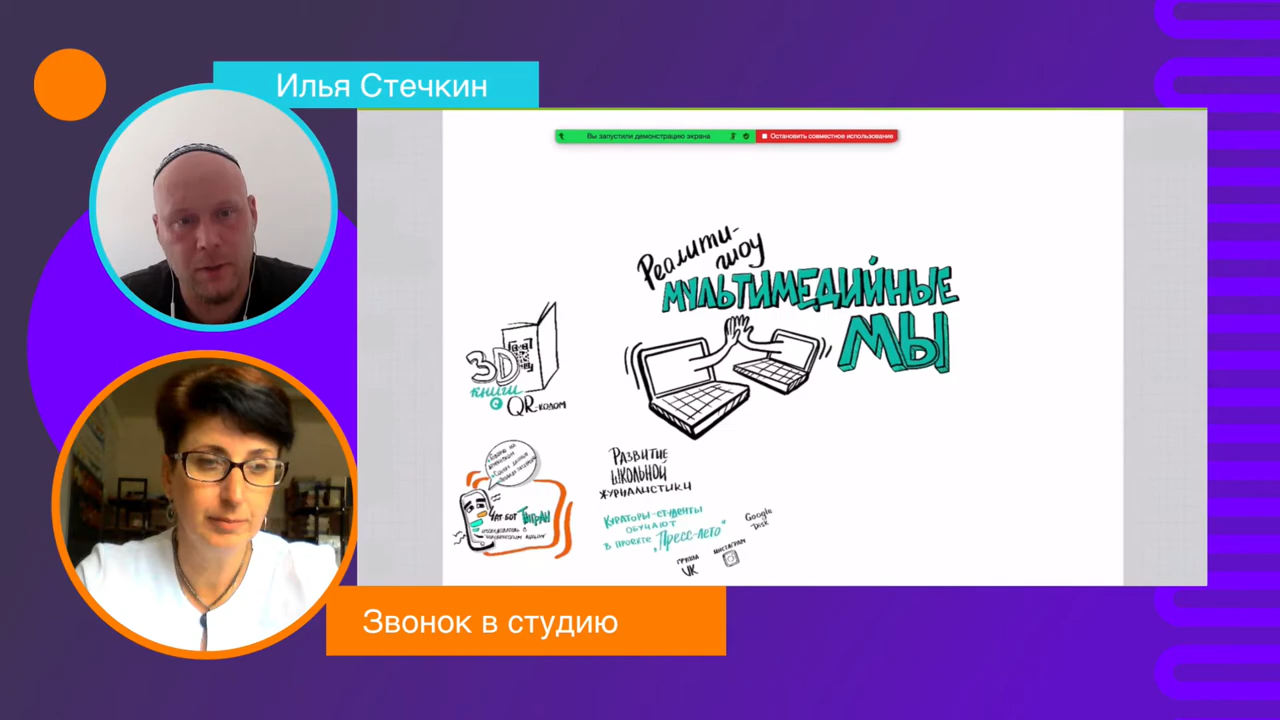 Илья Стечкин
Вы запустили демонстрацию экрана
Остановить совместное использование
Реалити-
шоу
МУЛЬТИМЕДИЙНЫЕ
МЫ
3D
книги
с QR-кодом
Чат бот
Развитие
школьной
журналистики
Кураторы-студенты
обучают
в проекте „Пресс-лето“
Google
Disk
группа
VK
инстаграм
Звонок в студию